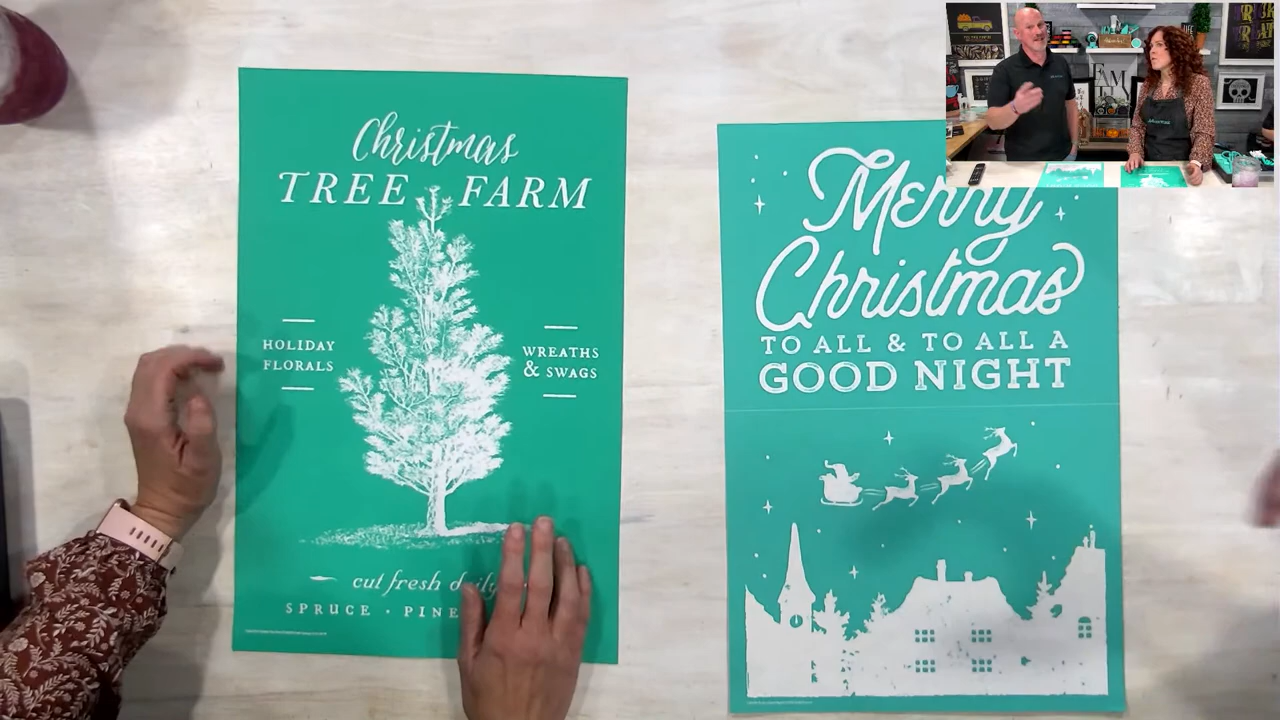 Christmas
TREE FARM
HOLIDAY
FLORALS
WREATHS
& SWAGS
cut fresh daily
SPRUCE · PINE
Merry
Christmas
TO ALL & TO ALL A
GOOD NIGHT